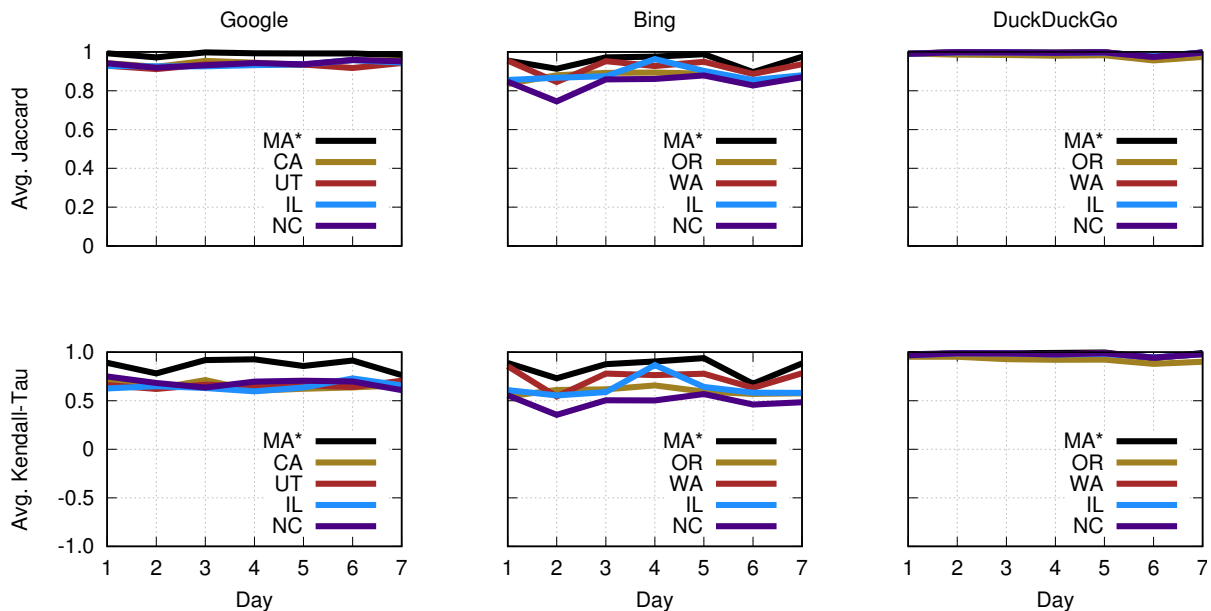 Google Bing DuckDuckGo
Avg. Jaccard
1
0.8
0.6
0.4
0.2
0
MA*
CA
UT
IL
NC
MA*
OR
WA
IL
NC
MA*
OR
WA
IL
NC
Avg. Kendall-Tau
1.0
0.5
0
-0.5
-1.0
MA*
CA
UT
IL
NC
1 2 3 4 5 6 7
Day
MA*
OR
WA
IL
NC
1 2 3 4 5 6 7
Day
MA*
OR
WA
IL
NC
1 2 3 4 5 6 7
Day